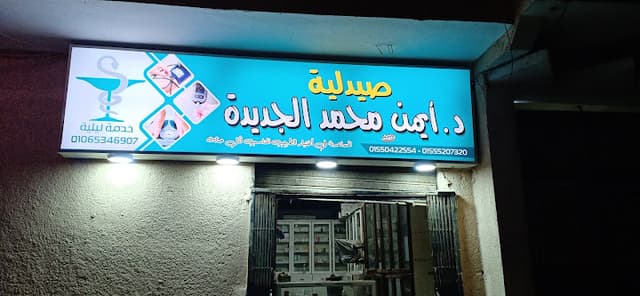 صيدلية
د. أيمن محمد الجديدة
01550422554 - 01555207320
خدمة ليلية
01065346907